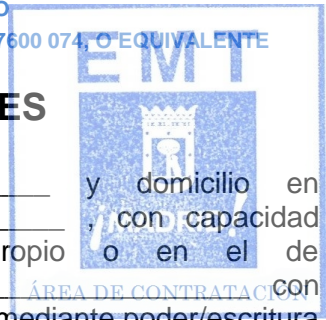 O
7600 074, O EQUIVALENTE
EMT
ES
y domicilio en
, con capacidad
¡MADRID!
ropio o en el de
con
ÁREA DE CONTRATACIÓN
mediante poder/escritura